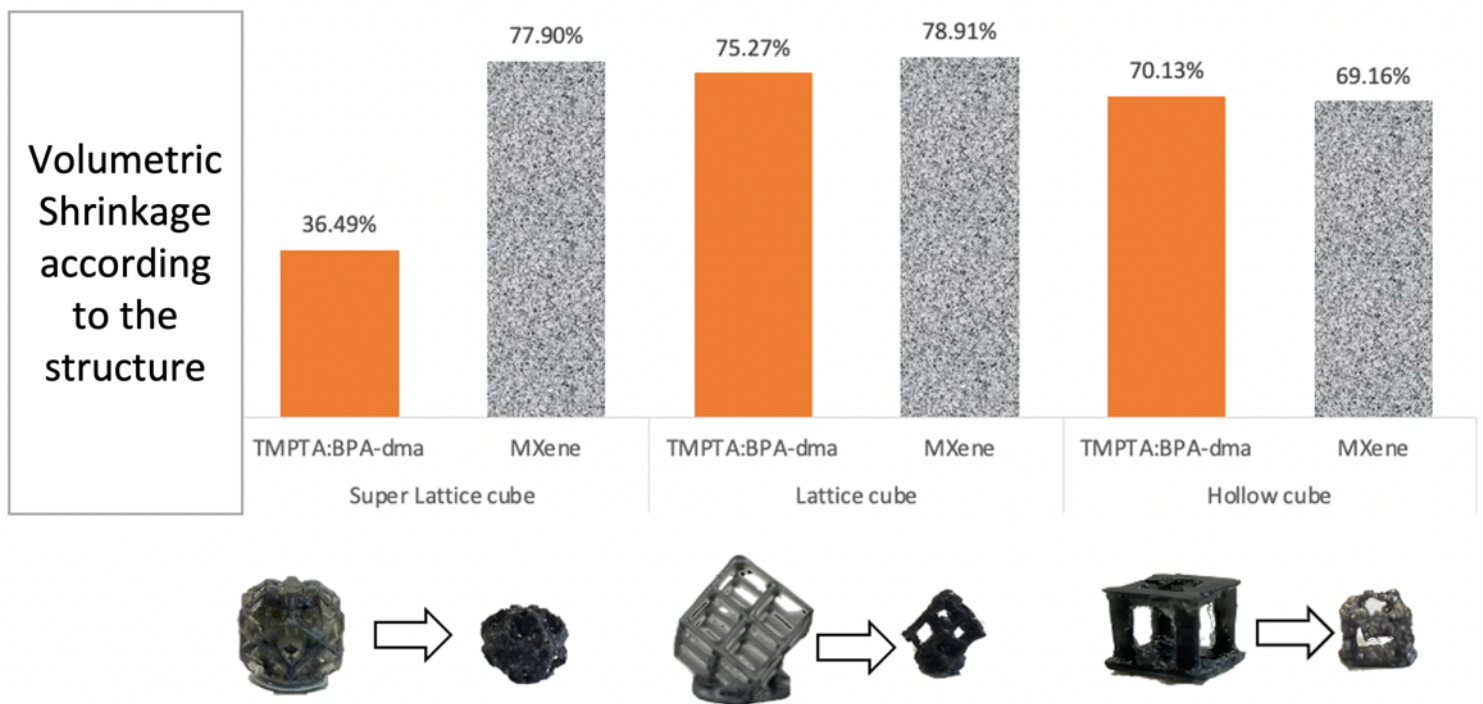 Volumetric
Shrinkage
according
to the
structure
36.49%
77.90%
75.27%
78.91%
70.13%
69.16%
TMPTA:BPA-dma
MXene
TMPTA:BPA-dma
MXene
TMPTA:BPA-dma
MXene
Super Lattice cube
Lattice cube
Hollow cube